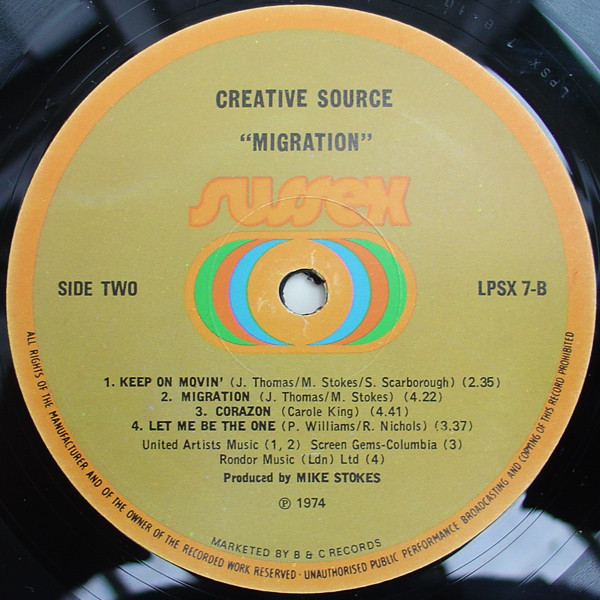 CREATIVE SOURCE
“MIGRATION”
sussex
SIDE TWO
LPSX 7-B
1. KEEP ON MOVIN' (J. Thomas/M. Stokes/S. Scarborough) (2.35)
2. MIGRATION (J. Thomas/M. Stokes) (4.22)
3. CORAZON (Carole King) (4.41)
4. LET ME BE THE ONE (P. Williams/R. Nichols) (3.37)
United Artists Music (1, 2) Screen Gems-Columbia (3)
Rondor Music (Ldn) Ltd (4)
Produced by MIKE STOKES
℗ 1974
MARKETED BY B & C RECORDS
ALL RIGHTS OF THE MANUFACTURER AND OF THE OWNER OF THE RECORDED WORK RESERVED - UNAUTHORISED PUBLIC PERFORMANCE BROADCASTING AND COPYING OF THIS RECORD PROHIBITED